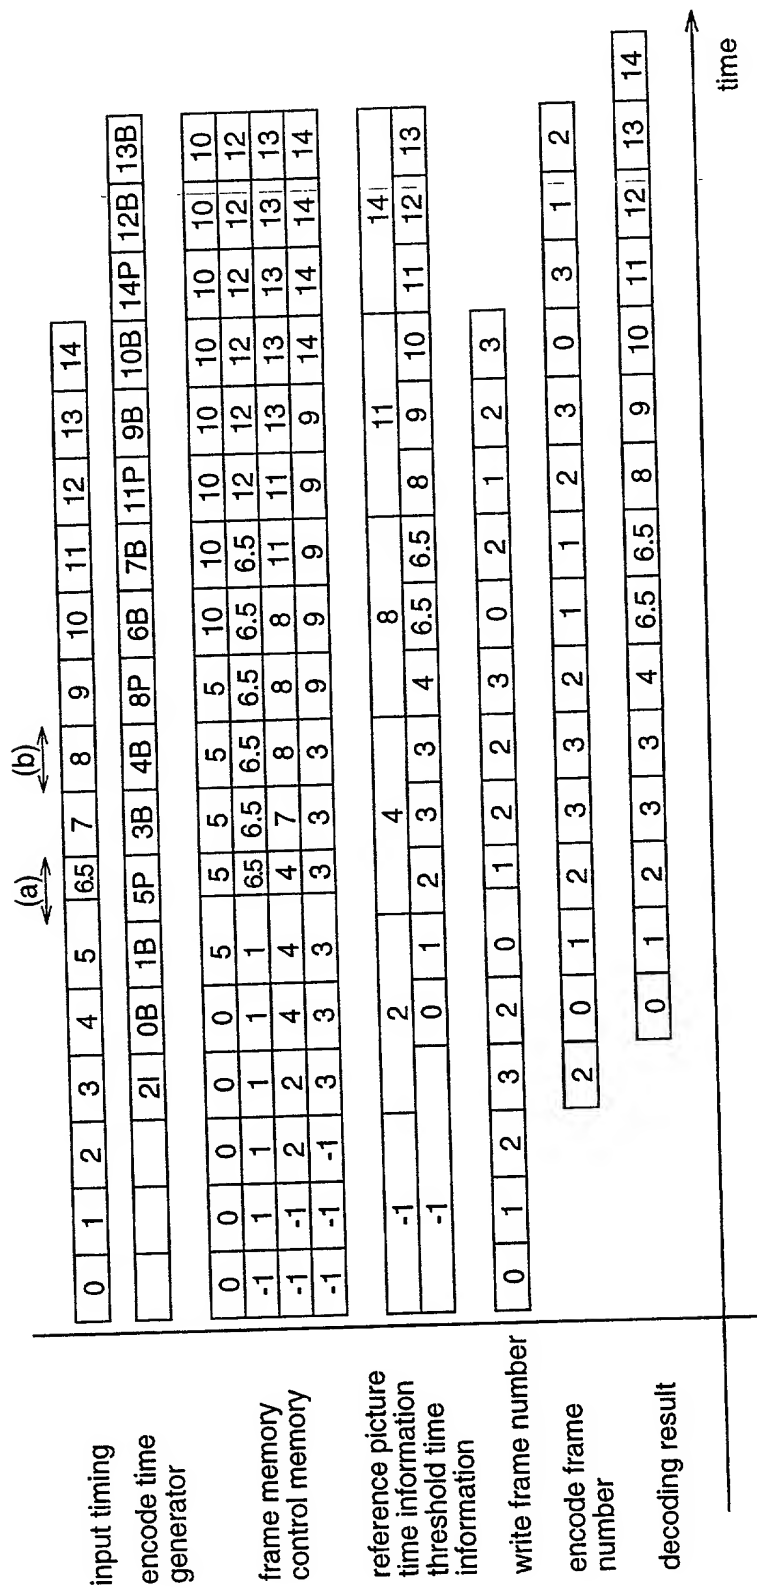 (a) (b)
input timing 0 1 2 3 4 5 6.5 7 8 9 10 11 12 13 14
encode time
generator
2I 0B 1B 5P 3B 4B 8P 6B 7B 11P 9B 10B 14P 12B 13B
frame memory
control memory
0 0 0 0 0 5 5 5 5 5 10 10 10 10 10 10 10 10
-1 1 1 1 1 1 6.5 6.5 6.5 6.5 6.5 6.5 12 12 12 12 12 12
-1 -1 2 2 4 4 4 7 8 8 8 11 11 13 13 13 13 13
-1 -1 -1 3 3 3 3 3 3 9 9 9 9 9 14 14 14 14
reference picture
time information
-1 2 4 8 11 14
threshold time
information
-1 0 1 2 3 3 4 6.5 6.5 8 9 10 11 12 13
write frame number 0 1 2 3 2 0 1 2 2 3 0 2 1 2 3
encode frame
number
2 0 1 2 3 3 2 1 1 2 3 0 3 1 2
decoding result 0 1 2 3 3 4 6.5 6.5 8 9 10 11 12 13 14
time